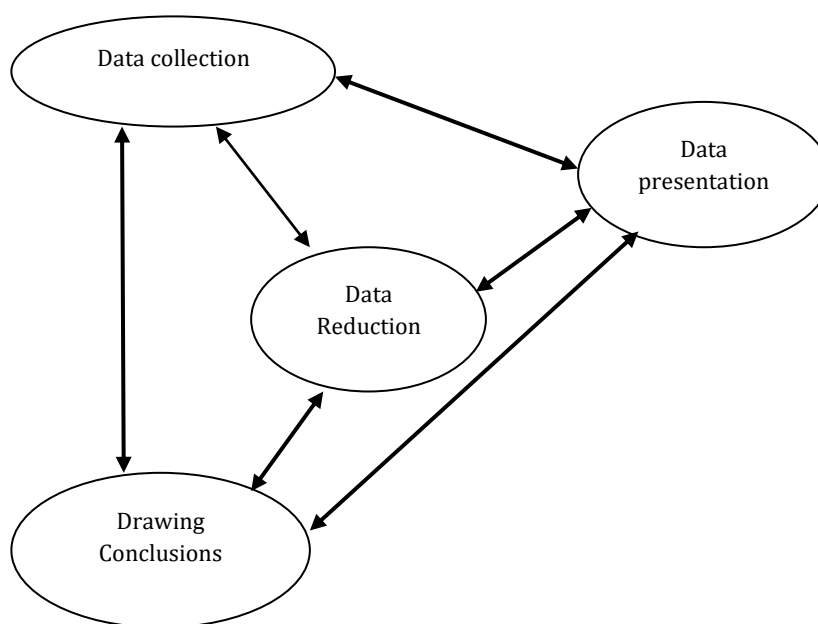 Data collection
Data
presentation
Data
Reduction
Drawing
Conclusions